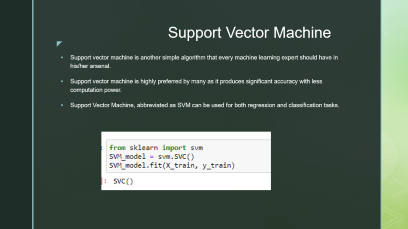 Support Vector Machine
• Support vector machine is another simple algorithm that every machine learning expert should have in
his/her arsenal.
• Support vector machine is highly preferred by many as it produces significant accuracy with less
computation power.
• Support Vector Machine, abbreviated as SVM can be used for both regression and classification tasks.
from sklearn import svm
SVM_model = svm.SVC()
SVM_model.fit(X_train, y_train)
SVC()